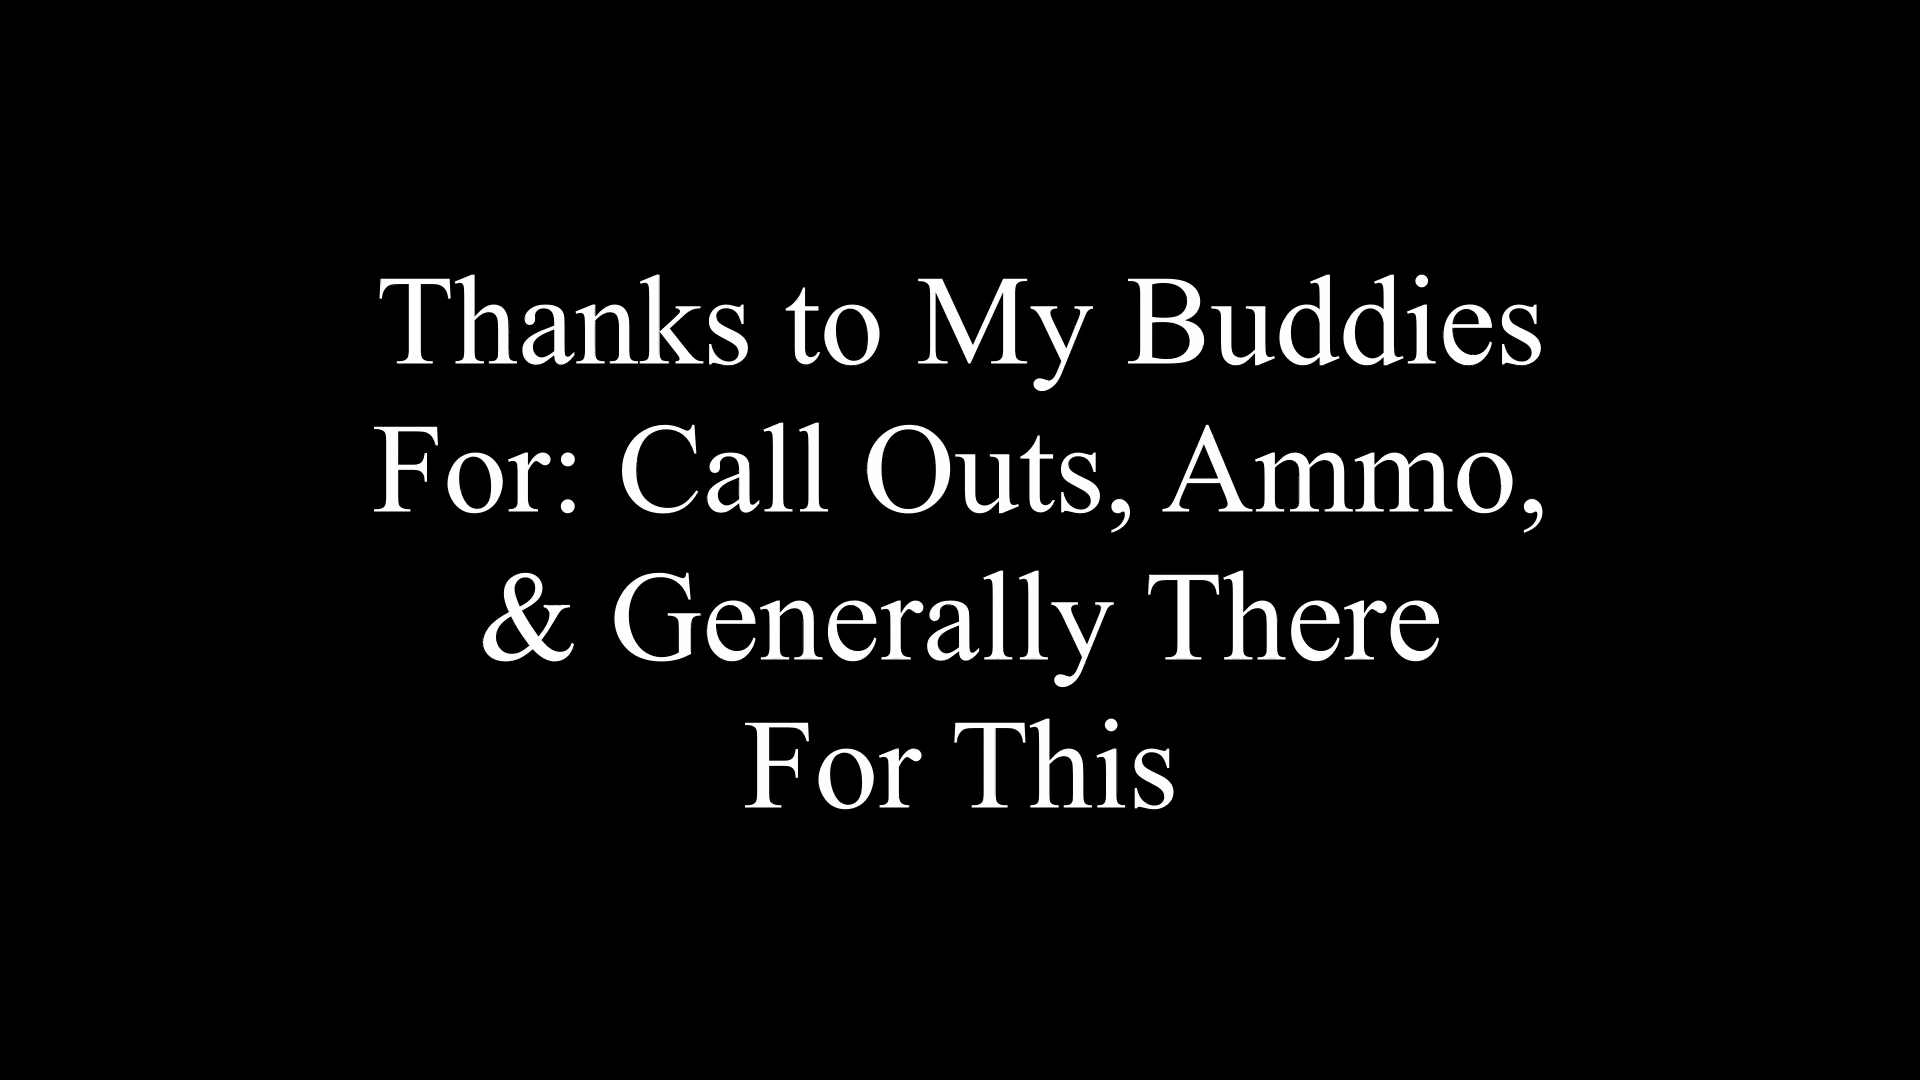 Thanks to My Buddies
For: Call Outs, Ammo,
& Generally There
For This